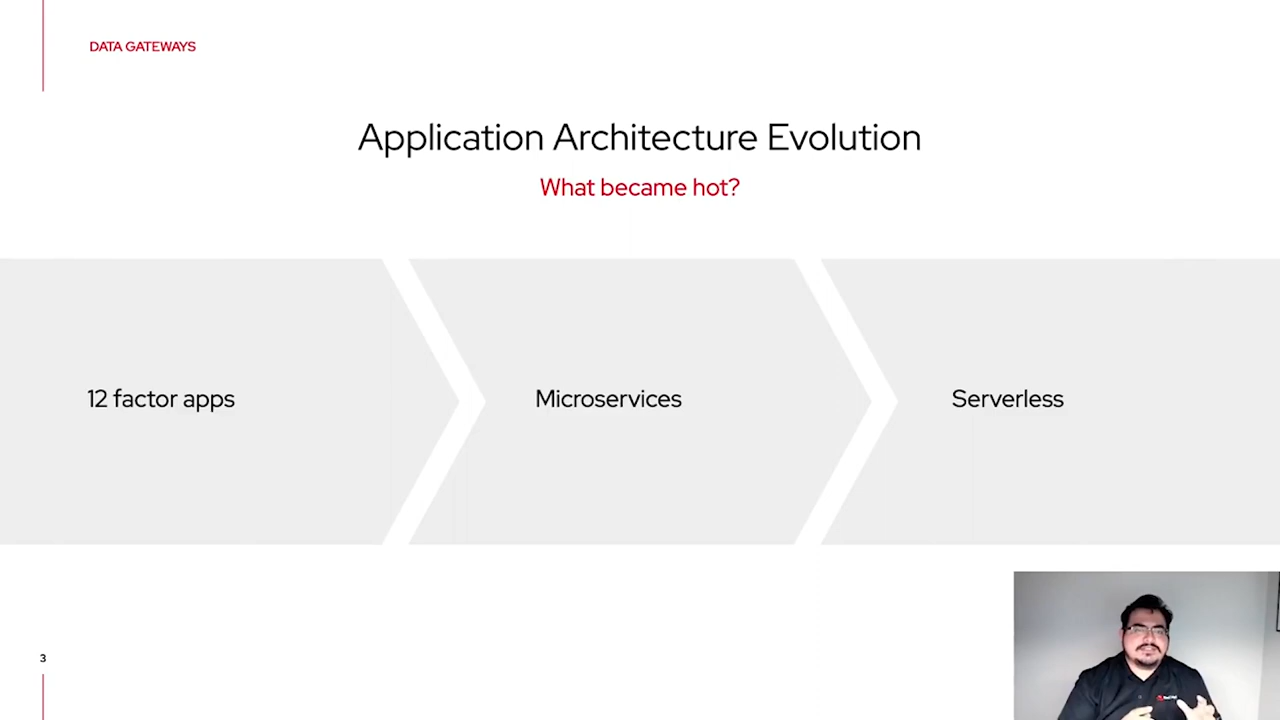 DATA GATEWAYS
Application Architecture Evolution
What became hot?
12 factor apps
Microservices
Serverless
3